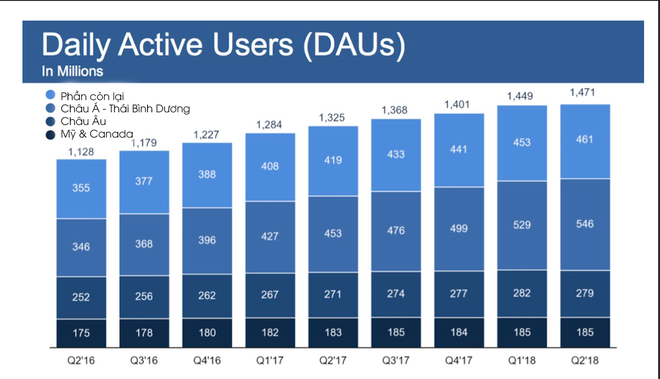 Daily Active Users (DAUs)
In Millions
Phần còn lại
Châu Á - Thái Bình Dương
Châu Âu
Mỹ & Canada
1,128 1,179 1,227 1,284 1,325 1,368 1,401 1,449 1,471
355 377 388 408 419 433 441 453 461
346 368 396 427 453 476 499 529 546
252 256 262 267 271 274 277 282 279
175 178 180 182 183 185 184 185 185
Q2'16 Q3'16 Q4'16 Q1'17 Q2'17 Q3'17 Q4'17 Q1'18 Q2'18